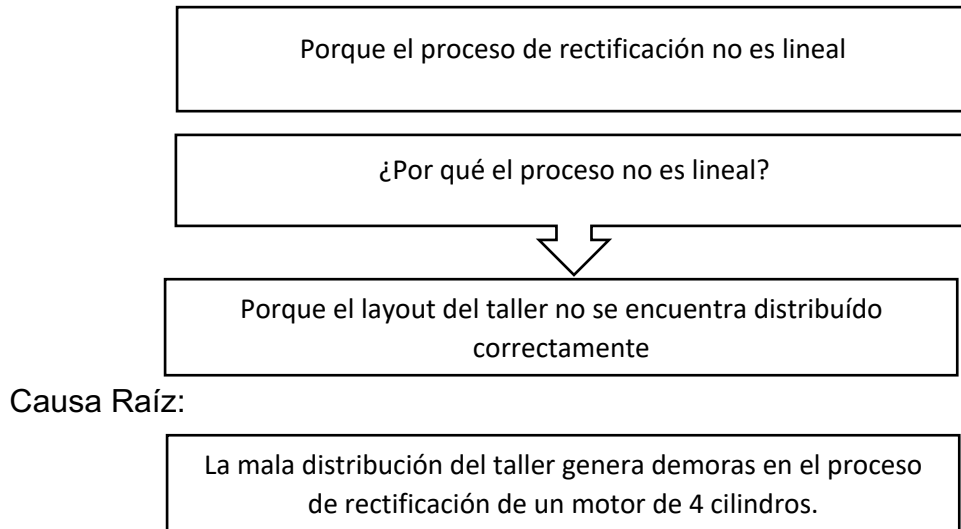 Porque el proceso de rectificación no es lineal
¿Por qué el proceso no es lineal?
Porque el layout del taller no se encuentra distribuído
correctamente
Causa Raíz:
La mala distribución del taller genera demoras en el proceso
de rectificación de un motor de 4 cilindros.